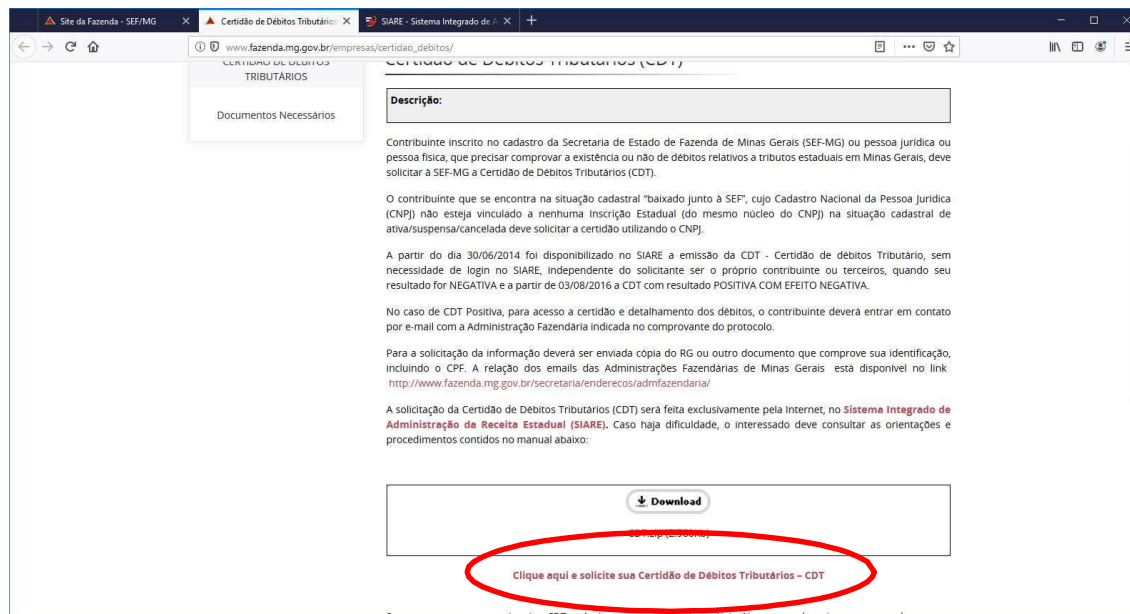 Site da Fazenda - SEF/MG
Certidão de Débitos Tributários
SIARE - Sistema Integrado de A
www.fazenda.mg.gov.br/empresas/certidao_debitos/
CERTIDÃO DE DÉBITOS
TRIBUTÁRIOS
Documentos Necessários
Certidão de Débitos Tributários (CDT)
Descrição:
Contribuinte inscrito no cadastro da Secretaria de Estado de Fazenda de Minas Gerais (SEF-MG) ou pessoa jurídica ou
pessoa física, que precisar comprovar a existência ou não de débitos relativos a tributos estaduais em Minas Gerais, deve
solicitar à SEF-MG a Certidão de Débitos Tributários (CDT).
O contribuinte que se encontra na situação cadastral "baixado junto à SEF", cujo Cadastro Nacional da Pessoa Jurídica
(CNPJ) não esteja vinculado a nenhuma Inscrição Estadual (do mesmo núcleo do CNPJ) na situação cadastral de
ativa/suspensa/cancelada deve solicitar a certidão utilizando o CNPJ.
A partir do dia 30/06/2014 foi disponibilizado no SIARE a emissão da CDT - Certidão de débitos Tributário, sem
necessidade de login no SIARE, independente do solicitante ser o próprio contribuinte ou terceiros, quando seu
resultado for NEGATIVA e a partir de 03/08/2016 a CDT com resultado POSITIVA COM EFEITO NEGATIVA.
No caso de CDT Positiva, para acesso a certidão e detalhamento dos débitos, o contribuinte deverá entrar em contato
por e-mail com a Administração Fazendária indicada no comprovante do protocolo.
Para a solicitação da informação deverá ser enviada cópia do RG ou outro documento que comprove sua identificação,
incluindo o CPF. A relação dos emails das Administrações Fazendárias de Minas Gerais está disponível no link
http://www.fazenda.mg.gov.br/secretaria/enderecos/admfazendaria/
A solicitação da Certidão de Débitos Tributários (CDT) será feita exclusivamente pela Internet, no Sistema Integrado de
Administração da Receita Estadual (SIARE). Caso haja dificuldade, o interessado deve consultar as orientações e
procedimentos contidos no manual abaixo:
Download
CDT.zip (2.960Kb)
Clique aqui e solicite sua Certidão de Débitos Tributários – CDT